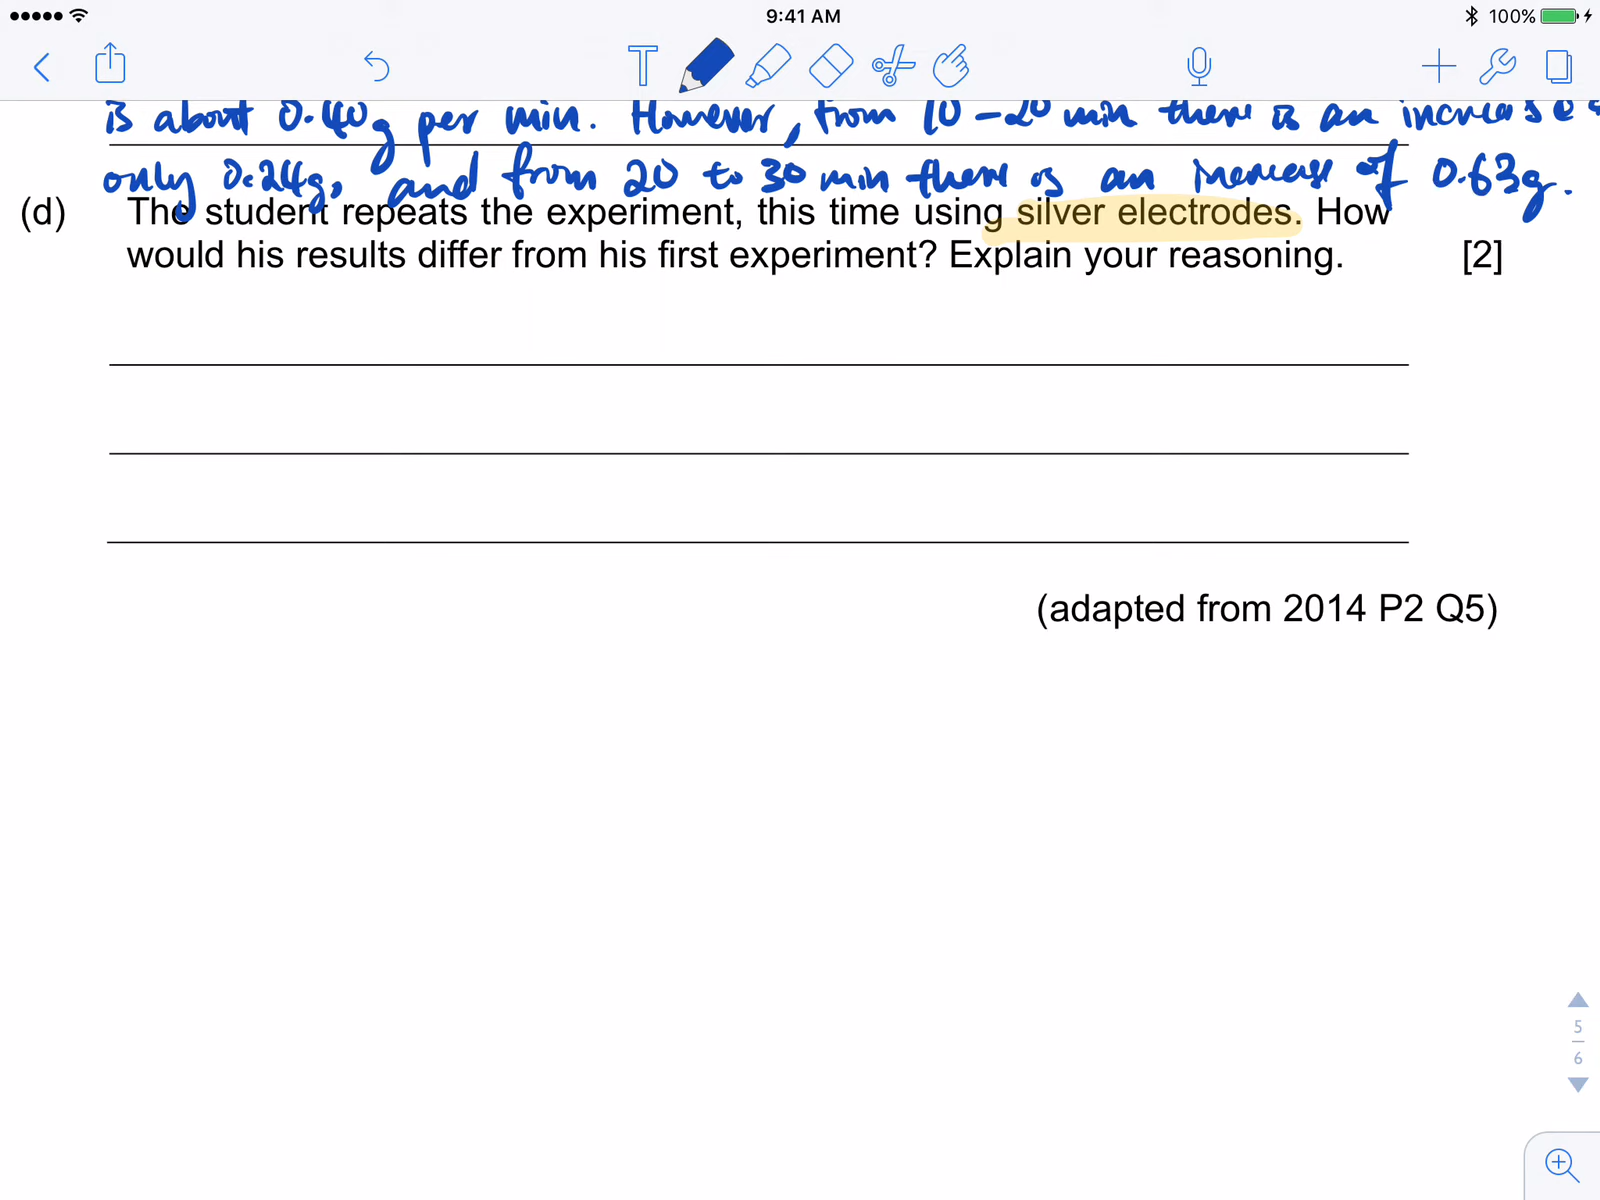 9:41 AM
100%
T
is about 0.40g per min. However, from 10-20 min there is an increase
only 0.24g, and from 20 to 30 min there is an increase of 0.63g.
(d) The student repeats the experiment, this time using silver electrodes. How
would his results differ from his first experiment? Explain your reasoning. [2]
(adapted from 2014 P2 Q5)
5
6